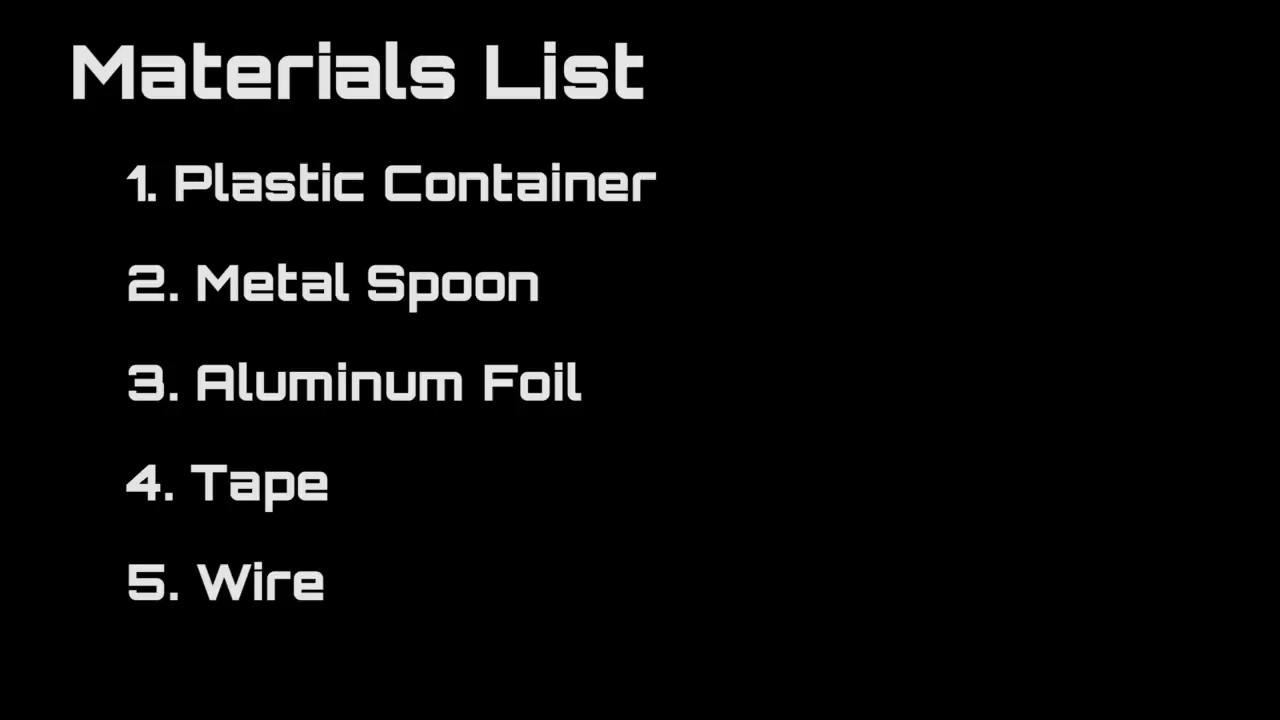 Materials List
1. Plastic Container
2. Metal Spoon
3. Aluminum Foil
4. Tape
5. Wire